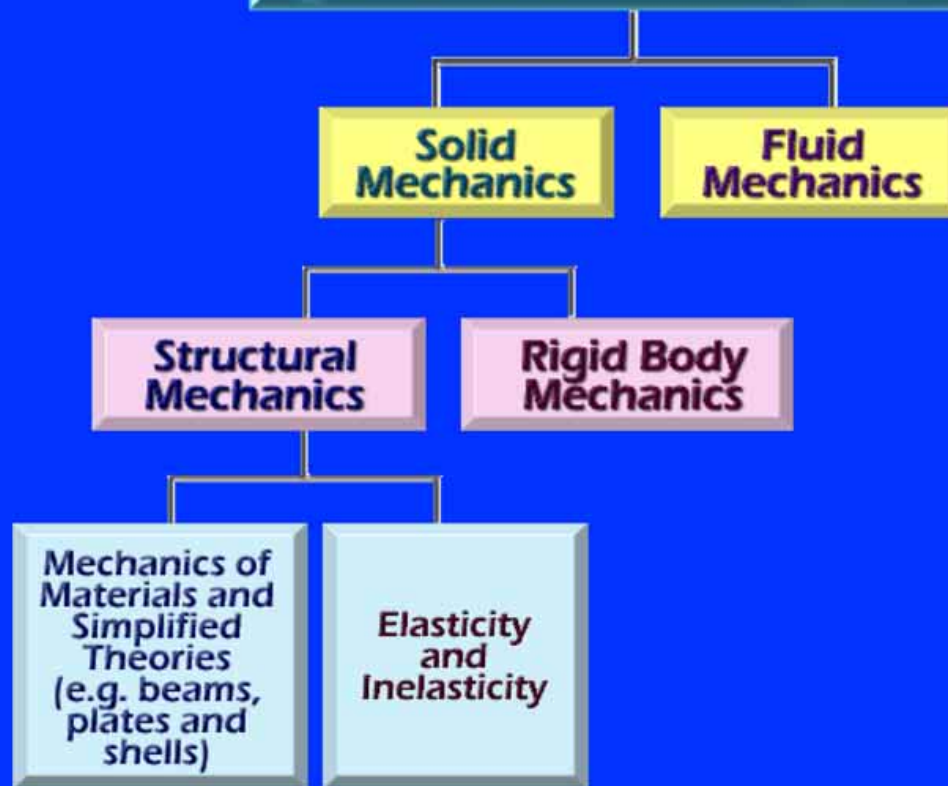 Solid
Mechanics
Fluid
Mechanics
Structural
Mechanics
Rigid Body
Mechanics
Mechanics of
Materials and
Simplified
Theories
(e.g. beams,
plates and
shells)
Elasticity
and
Inelasticity